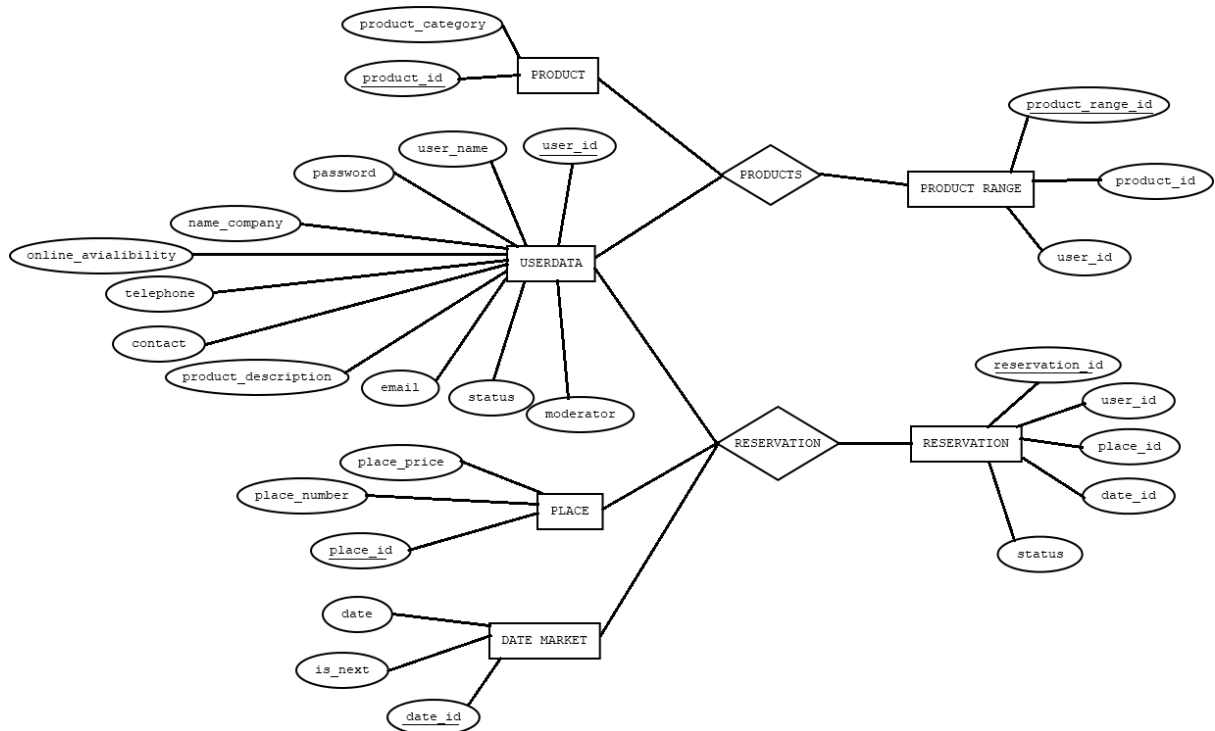 product_category
product_id
PRODUCT
product_range_id
PRODUCTS
PRODUCT RANGE
product_id
user_id
user_name
user_id
password
name_company
online_avialibility
USERDATA
telephone
contact
product_description
email
status
moderator
reservation_id
user_id
RESERVATION
RESERVATION
place_id
date_id
status
place_price
place_number
PLACE
place_id
date
DATE MARKET
is_next
date_id